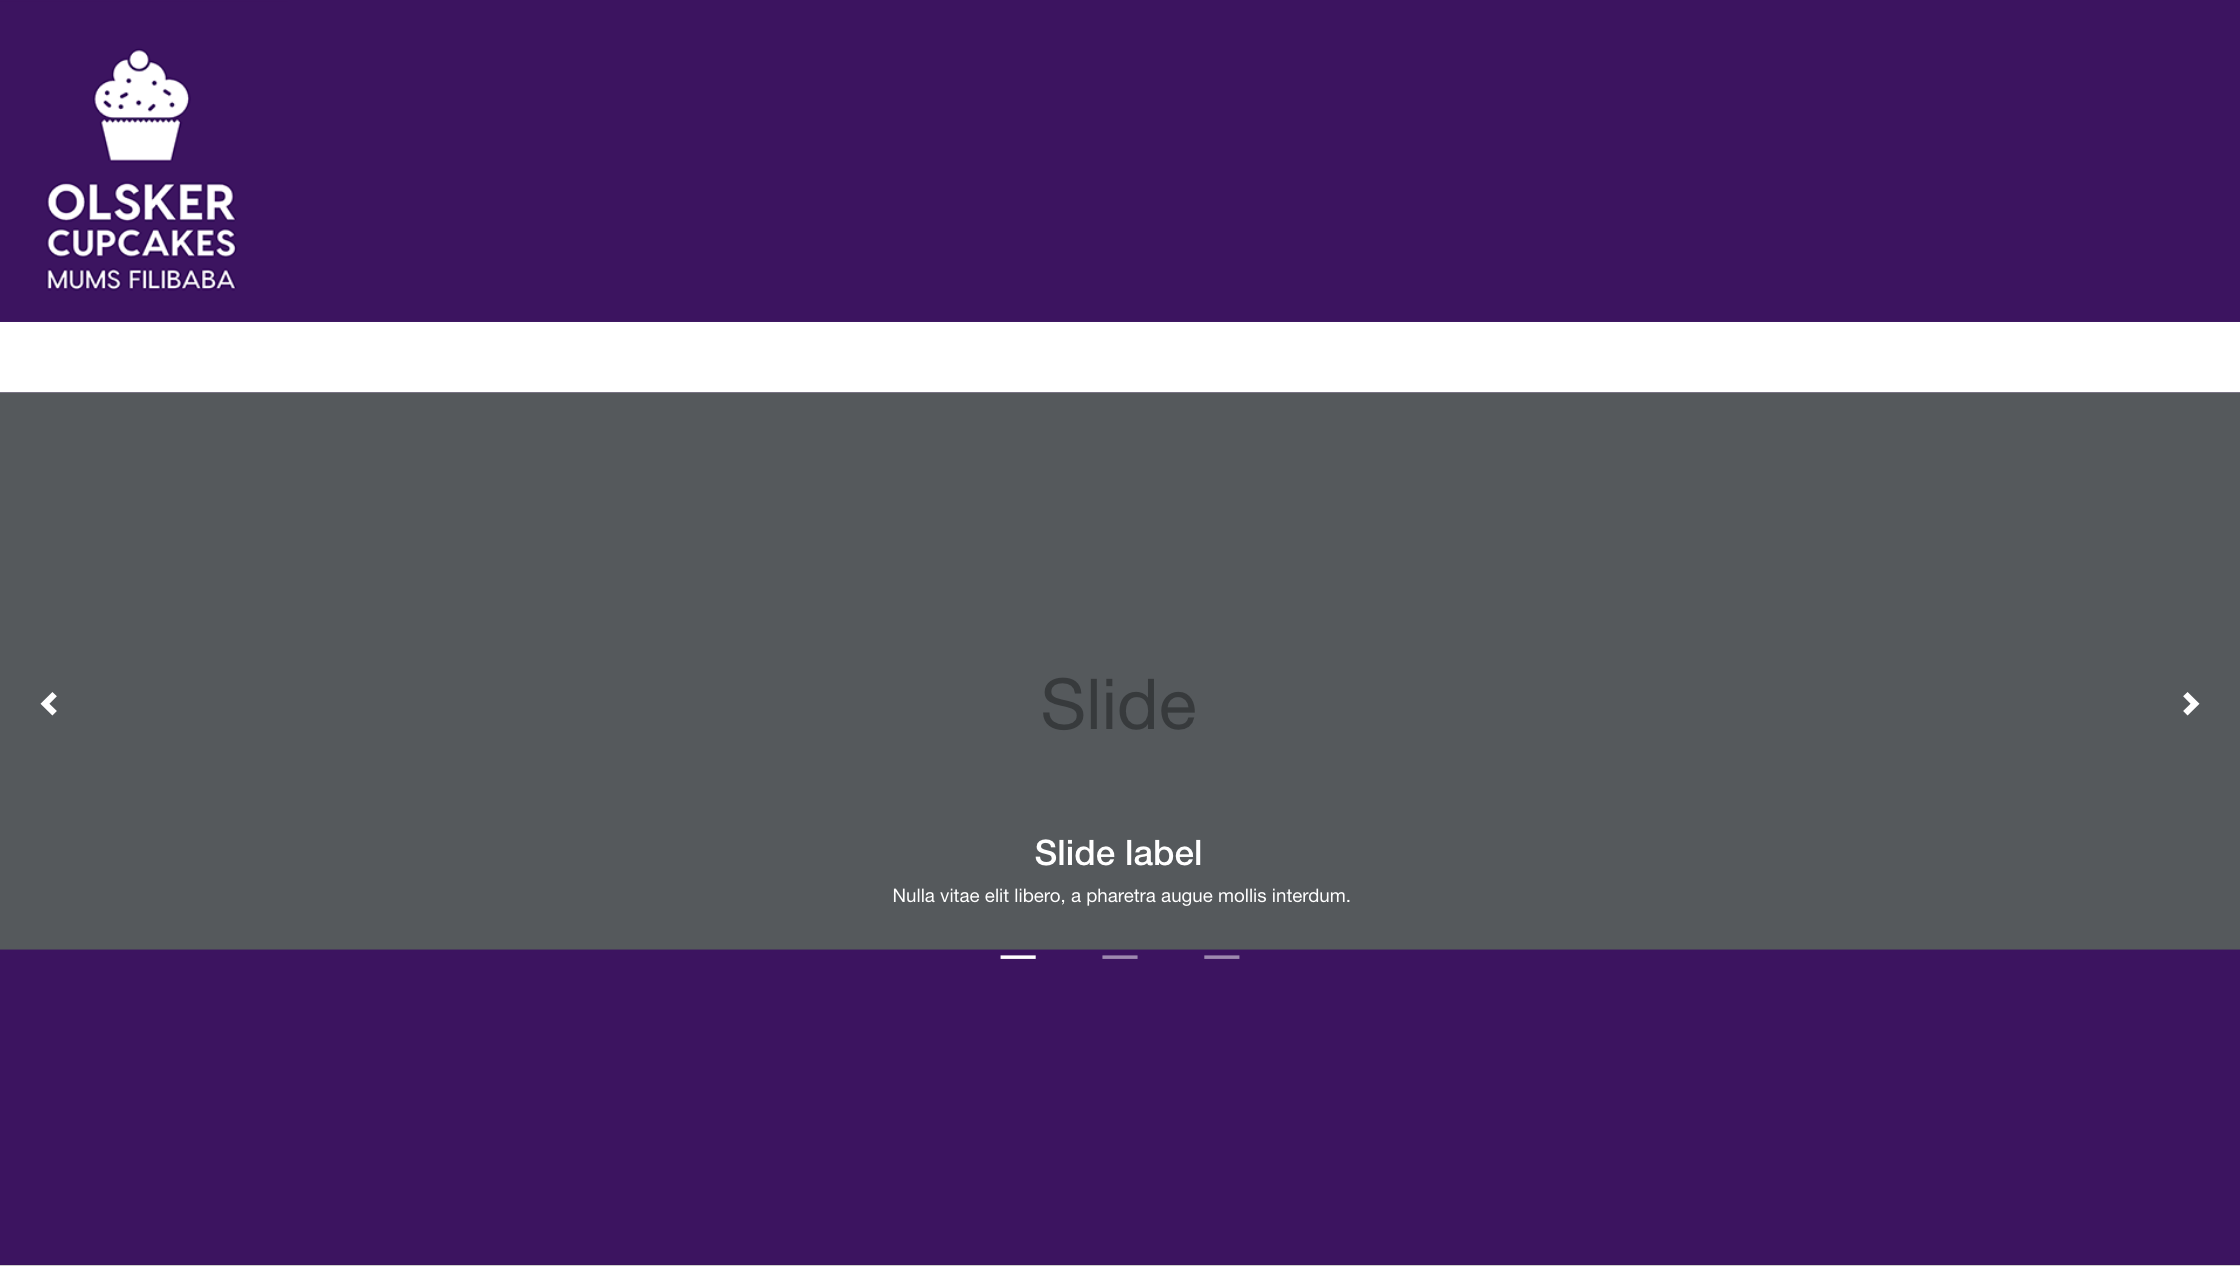 OLSKER
CUPCAKES
MUMS FILIBABA
Slide
Slide label
Nulla vitae elit libero, a pharetra augue mollis interdum.